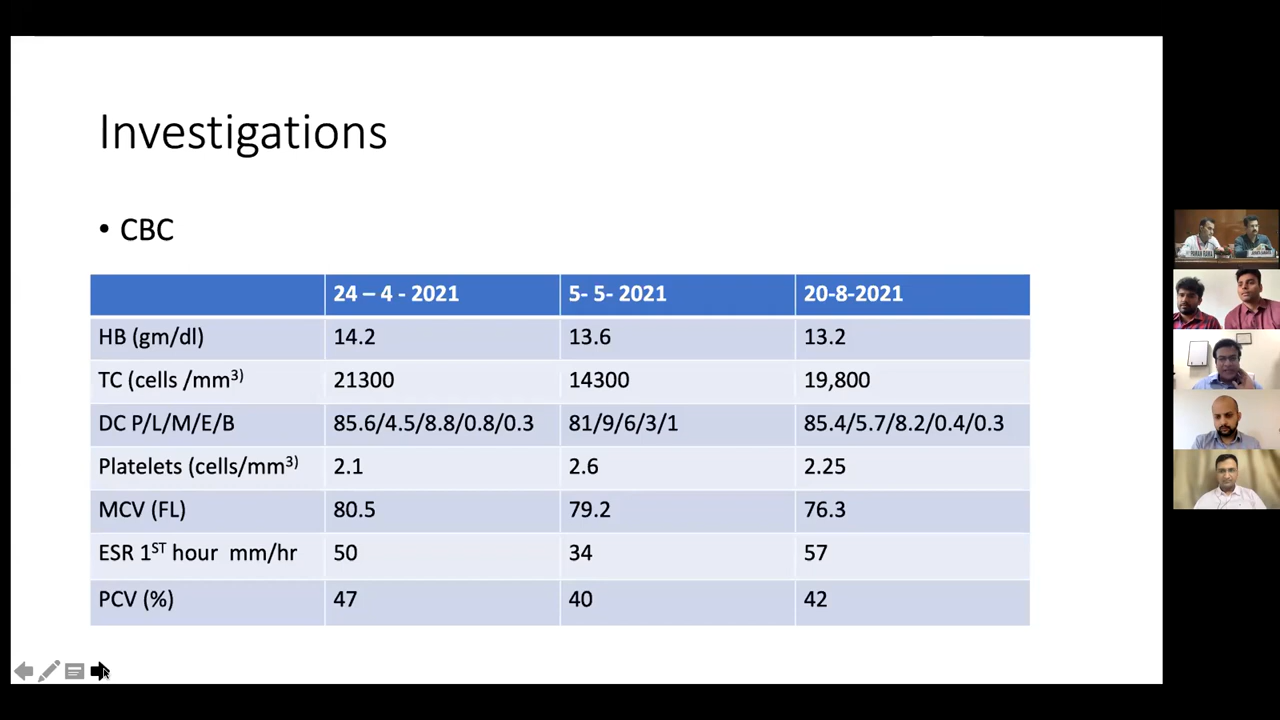 Investigations
• CBC
24 – 4 - 2021 5- 5- 2021 20-8-2021
HB (gm/dl) 14.2 13.6 13.2
TC (cells /mm3) 21300 14300 19,800
DC P/L/M/E/B 85.6/4.5/8.8/0.8/0.3 81/9/6/3/1 85.4/5.7/8.2/0.4/0.3
Platelets (cells/mm3) 2.1 2.6 2.25
MCV (FL) 80.5 79.2 76.3
ESR 1ST hour mm/hr 50 34 57
PCV (%) 47 40 42